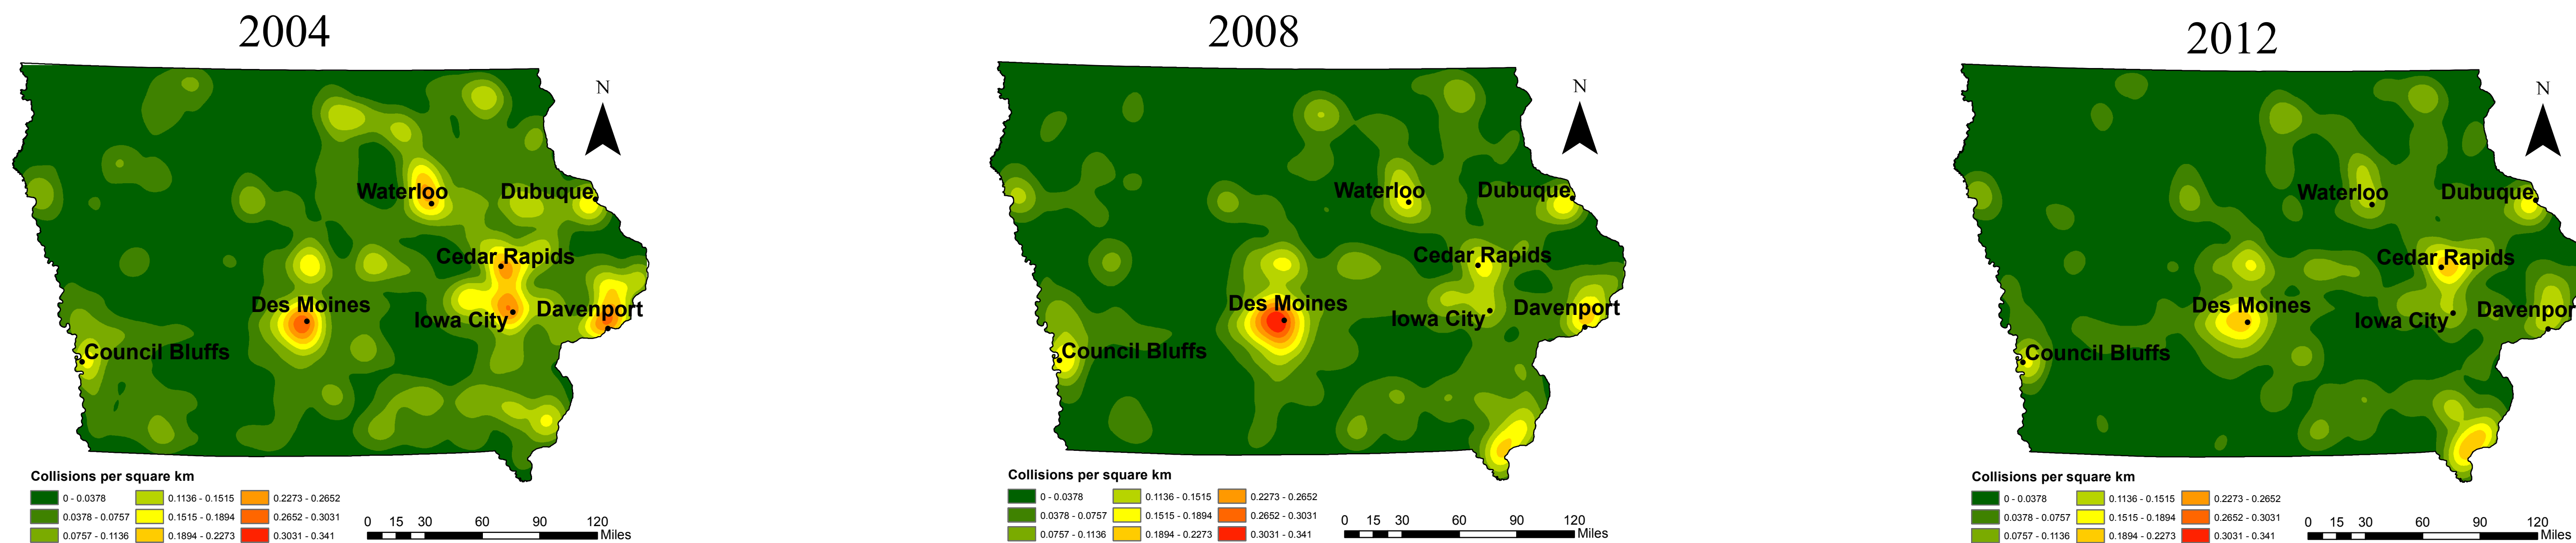 2004
N
Waterloo
Dubuque
Cedar Rapids
Des Moines
Iowa City
Davenport
Council Bluffs
Collisions per square km
0 - 0.0378
0.1136 - 0.1515
0.2273 - 0.2652
0.0378 - 0.0757
0.1515 - 0.1894
0.2652 - 0.3031
0.0757 - 0.1136
0.1894 - 0.2273
0.3031 - 0.341
0 15 30 60 90 120
Miles
2008
N
Waterloo
Dubuque
Cedar Rapids
Des Moines
Iowa City
Davenport
Council Bluffs
Collisions per square km
0 - 0.0378
0.1136 - 0.1515
0.2273 - 0.2652
0.0378 - 0.0757
0.1515 - 0.1894
0.2652 - 0.3031
0.0757 - 0.1136
0.1894 - 0.2273
0.3031 - 0.341
0 15 30 60 90 120
Miles
2012
N
Waterloo
Dubuque
Cedar Rapids
Des Moines
Iowa City
Davenpor
Council Bluffs
Collisions per square km
0 - 0.0378
0.1136 - 0.1515
0.2273 - 0.2652
0.0378 - 0.0757
0.1515 - 0.1894
0.2652 - 0.3031
0.0757 - 0.1136
0.1894 - 0.2273
0.3031 - 0.341
0 15 30 60 90 120
Miles